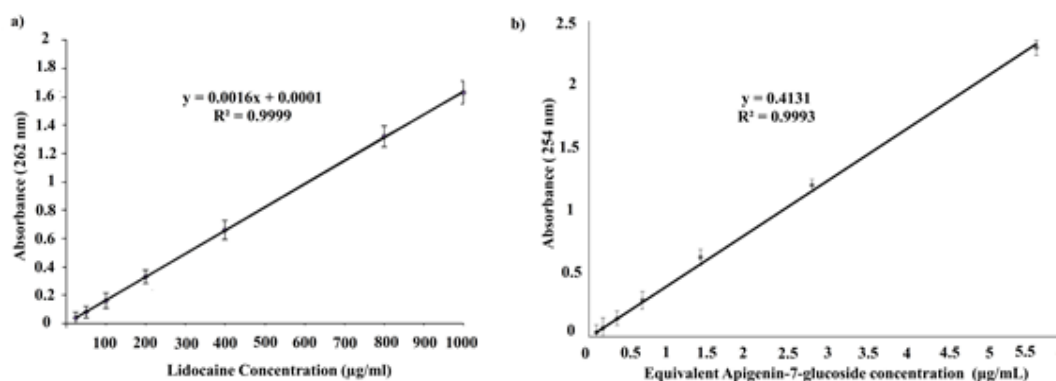 a)
2
1.8
1.6
1.4
1.2
1
0.8
0.6
0.4
0.2
0
y = 0.0016x + 0.0001
R² = 0.9999
Absorbance (262 nm)
100 200 300 400 500 600 700 800 900 1000
Lidocaine Concentration (µg/ml)
b)
2.5
2
1.5
1
0.5
0
y = 0.4131
R² = 0.9993
Absorbance ( 254 nm)
0 0.5 1.5 2 2.5 3 3.5 4 4.5 5 5.5
Equivalent Apigenin-7-glucoside concentration (µg/mL)